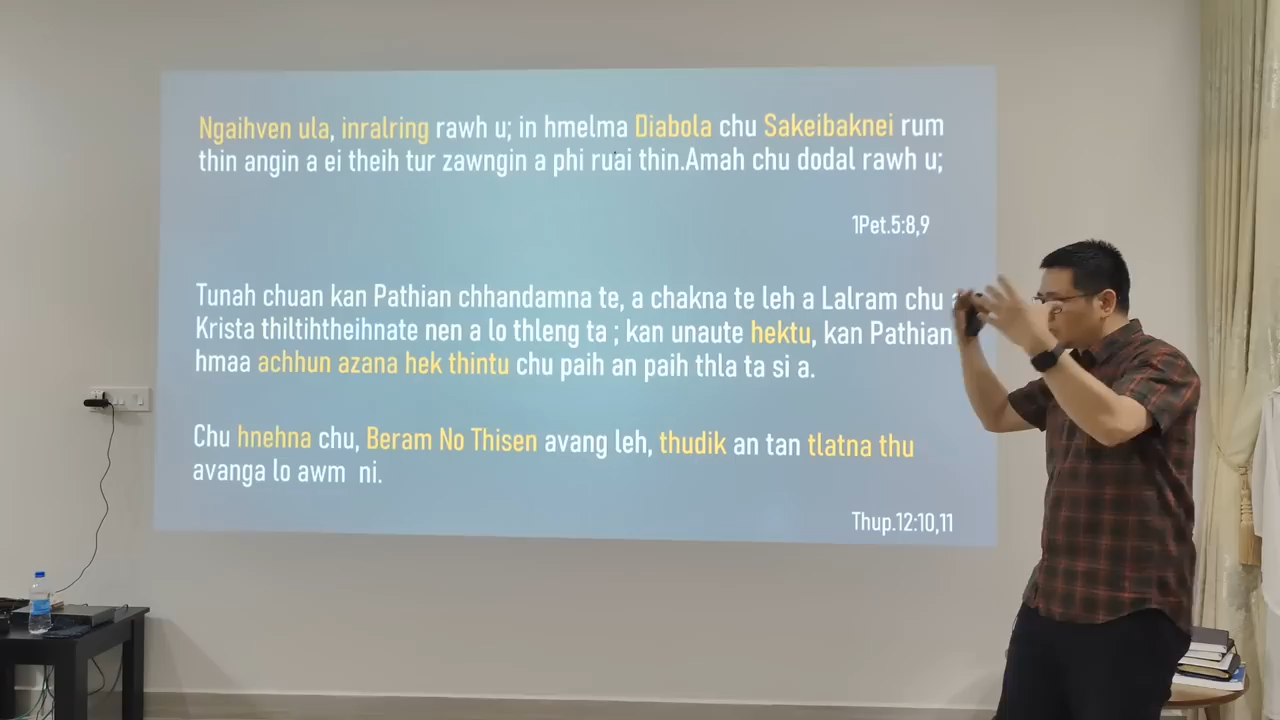 Ngaihven ula, inralring rawh u; in hmelma Diabola chu Sakeibaknei rum
thin angin a ei theih tur zawngin a phi ruai thin.Amah chu dodal rawh u;
1Pet.5:8,9
Tunah chuan kan Pathian chhandamna te, a chakna te leh a Lalram chu
Krista thiltihtheihnate nen a lo thleng ta ; kan unaute hektu, kan Pathian
hmaa achhun azana hek thintu chu paih an paih thla ta si a.
Chu hnehna chu, Beram No Thisen avang leh, thudik an tan tlatna thu
avanga lo awm ni.
Thup.12:10,11